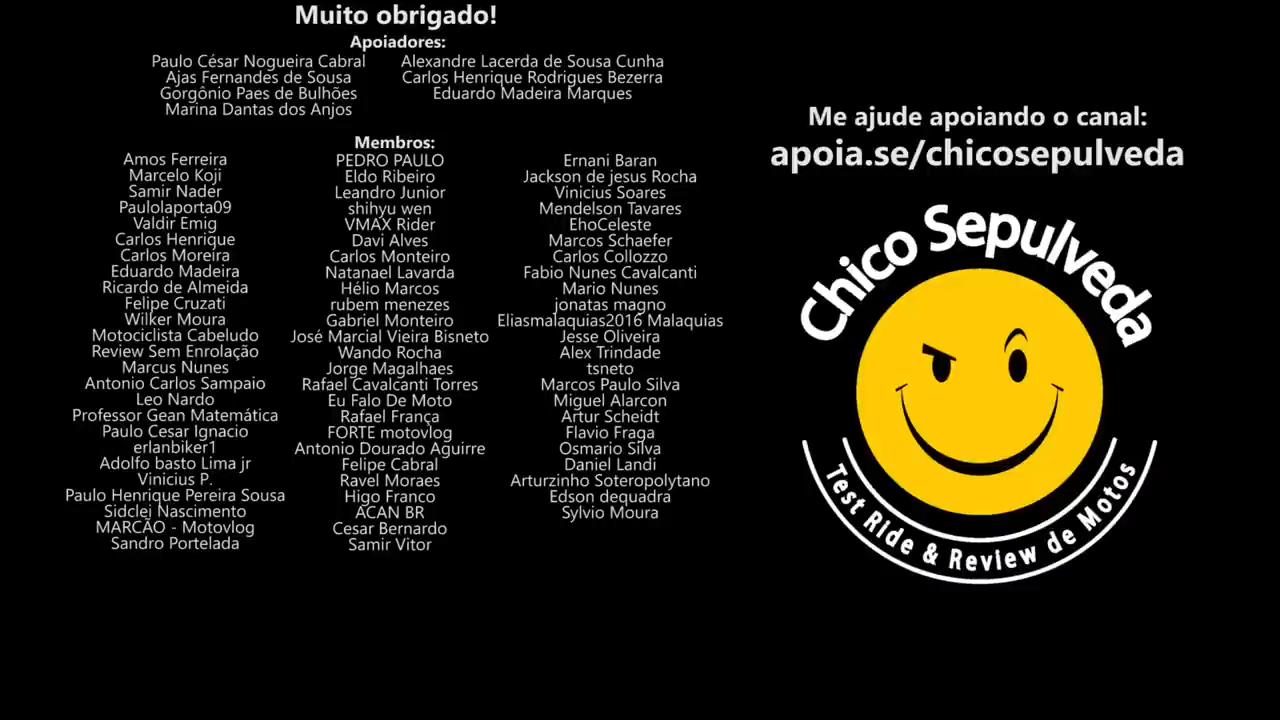 Muito obrigado!
Apoiadores:
Paulo César Nogueira Cabral
Ajas Fernandes de Sousa
Gorgônio Paes de Bulhões
Marina Dantas dos Anjos
Alexandre Lacerda de Sousa Cunha
Carlos Henrique Rodrigues Bezerra
Eduardo Madeira Marques
Membros:
Amos Ferreira
Marcelo Koji
Samir Nader
Paulolaporta09
Valdir Emig
Carlos Henrique
Carlos Moreira
Eduardo Madeira
Ricardo de Almeida
Felipe Cruzati
Wilker Moura
Motociclista Cabeludo
Review Sem Enrolação
Marcus Nunes
Antonio Carlos Sampaio
Leo Nardo
Professor Gean Matemática
Paulo Cesar Ignacio
erlanbiker1
Adolfo basto Lima jr
Vinicius P.
Paulo Henrique Pereira Sousa
Sidclei Nascimento
MARCÃO - Motovlog
Sandro Portelada
PEDRO PAULO
Eldo Ribeiro
Leandro Junior
shihyu wen
VMAX Rider
Davi Alves
Carlos Monteiro
Natanael Lavarda
Hélio Marcos
rubem menezes
Gabriel Monteiro
José Marcial Vieira Bisneto
Wando Rocha
Jorge Magalhaes
Rafael Cavalcanti Torres
Eu Falo De Moto
Rafael França
FORTE motovlog
Antonio Dourado Aguirre
Felipe Cabral
Ravel Moraes
Higo Franco
ACAN BR
Cesar Bernardo
Samir Vitor
Ernani Baran
Jackson de jesus Rocha
Vinicius Soares
Mendelson Tavares
EhoCeleste
Marcos Schaefer
Carlos Collozzo
Fabio Nunes Cavalcanti
Mario Nunes
jonatas magno
Eliasmalaquias2016 Malaquias
Jesse Oliveira
Alex Trindade
tsneto
Marcos Paulo Silva
Miguel Alarcon
Artur Scheidt
Flavio Fraga
Osmario Silva
Daniel Landi
Arturzinho Soteropolytano
Edson dequadra
Sylvio Moura
Me ajude apoiando o canal:
apoia.se/chicosepulveda
Chico Sepulveda
Test Ride & Review de Motos